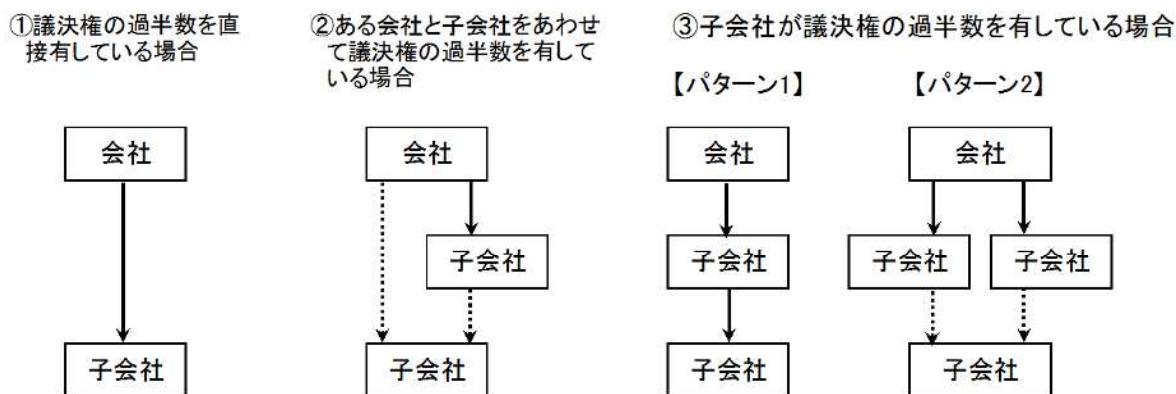 ①議決権の過半数を直
接有している場合
②ある会社と子会社をあわせ
て議決権の過半数を有して
いる場合
③子会社が議決権の過半数を有している場合
【パターン1】
【パターン2】
会社
会社
会社
会社
子会社
子会社
子会社
子会社
子会社
子会社
子会社
子会社